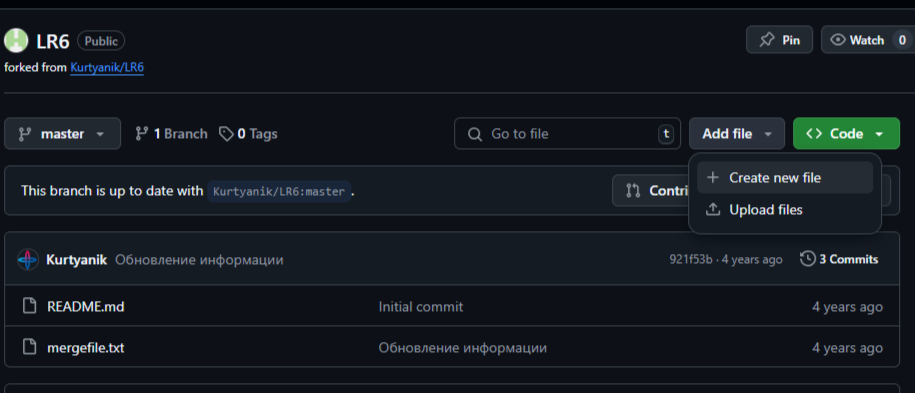 LR6 Public Pin Watch 0
forked from Kurtyanik/LR6
master 1 Branch 0 Tags Go to file t Add file Code
Create new file
This branch is up to date with Kurtyanik/LR6:master. Contri
Upload files
Kurtyanik Обновление информации 921f53b · 4 years ago 3 Commits
README.md Initial commit 4 years ago
mergefile.txt Обновление информации 4 years ago